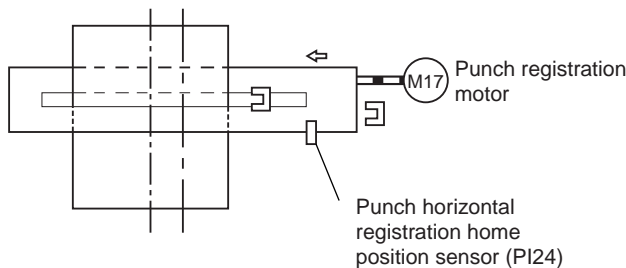 M17
Punch registration
motor
Punch horizontal
registration home
position sensor (PI24)